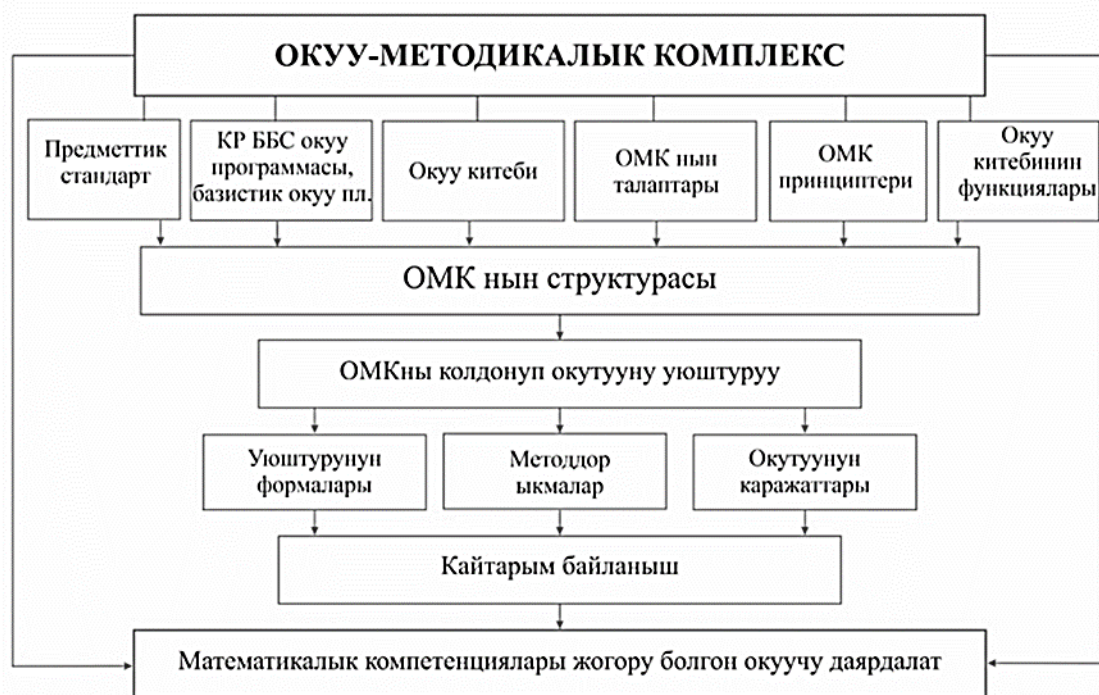 ОКУУ-МЕТОДИКАЛЫК КОМПЛЕКС
Предметтик
стандарт
КР ББС окуу
программасы,
базистик окуу пл.
Окуу китеби
ОМК нын
талаптары
ОМК
принциптери
Окуу
китебинин
функциялары
ОМК нын структурасы
ОМКны колдонуп окутууну уюштуруу
Уюштурунун
формалары
Методдор
ыкмалар
Окутуунун
каражаттары
Кайтарым байланыш
Математикалык компетенциялары жогору болгон окуучу даярдалат